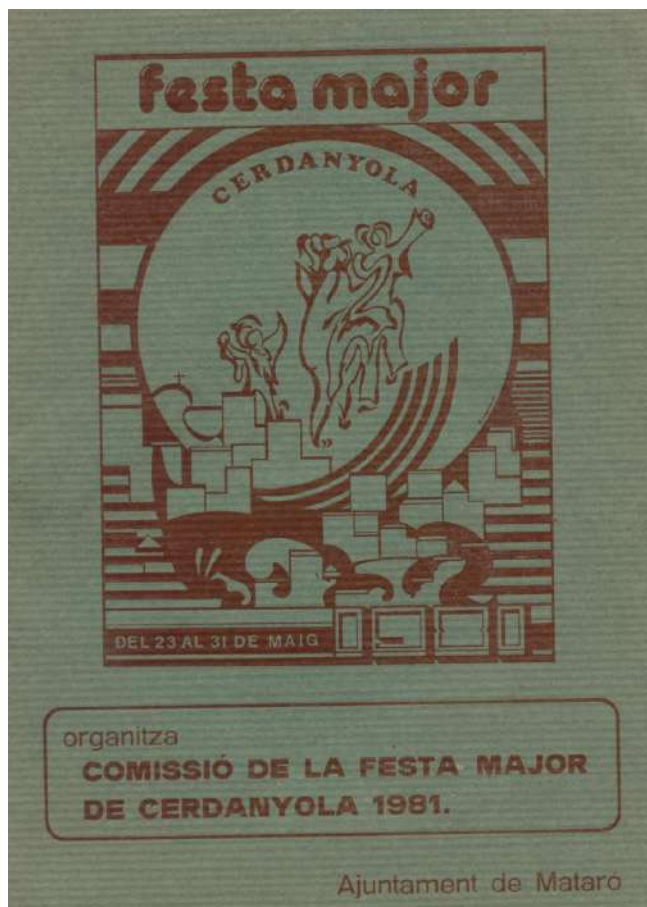 festa major
CERDANYOLA
DEL 23 AL 31 DE MAIG 1981
organitza
COMISSIÓ DE LA FESTA MAJOR
DE CERDANYOLA 1981.
Ajuntament de Mataró